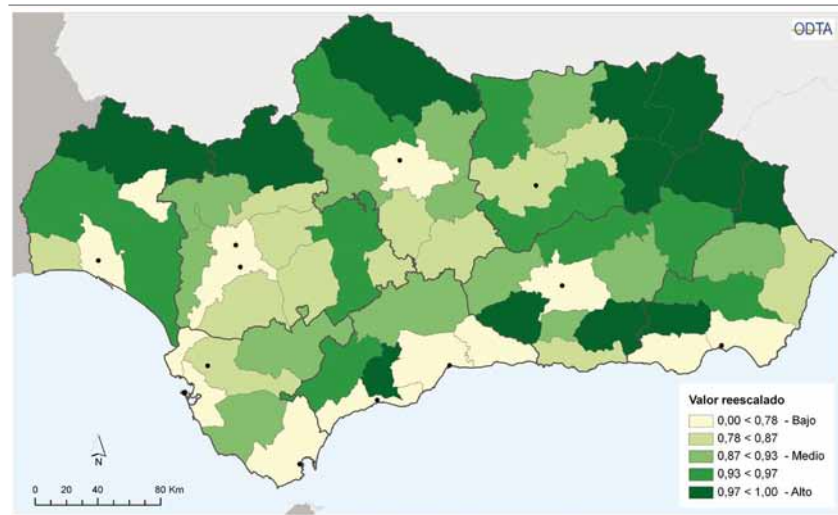 ODTA
Valor reescalado
0,00 < 0,78 - Bajo
0,78 < 0,87
0,87 < 0,93 - Medio
0,93 < 0,97
0,97 < 1,00 - Alto
N
0 20 40 80 Km